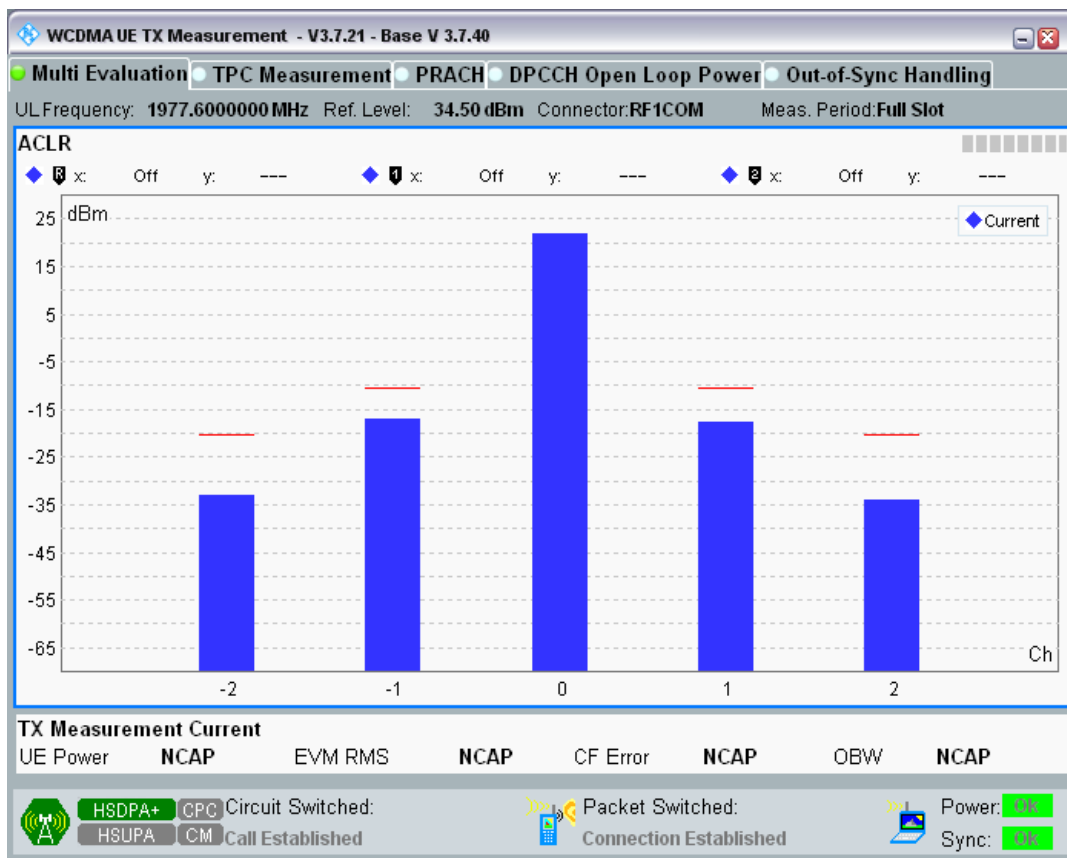 WCDMA UE TX Measurement - V3.7.21 - Base V 3.7.40
Multi Evaluation TPC Measurement PRACH DPCCH Open Loop Power Out-of-Sync Handling
UL Frequency: 1977.6000000 MHz Ref. Level: 34.50 dBm Connector:RF1COM Meas. Period:Full Slot
ACLR
R x: Off y: --- 1 x: Off y: --- 2 x: Off y: ---
dBm
Current
25
15
5
-5
-15
-25
-35
-45
-55
-65
Ch
-2 -1 0 1 2
TX Measurement Current
UE Power NCAP EVM RMS NCAP CF Error NCAP OBW NCAP
HSDPA+ CPC Circuit Switched: Packet Switched: Power: Ok
HSUPA CM Call Established Connection Established Sync: Ok